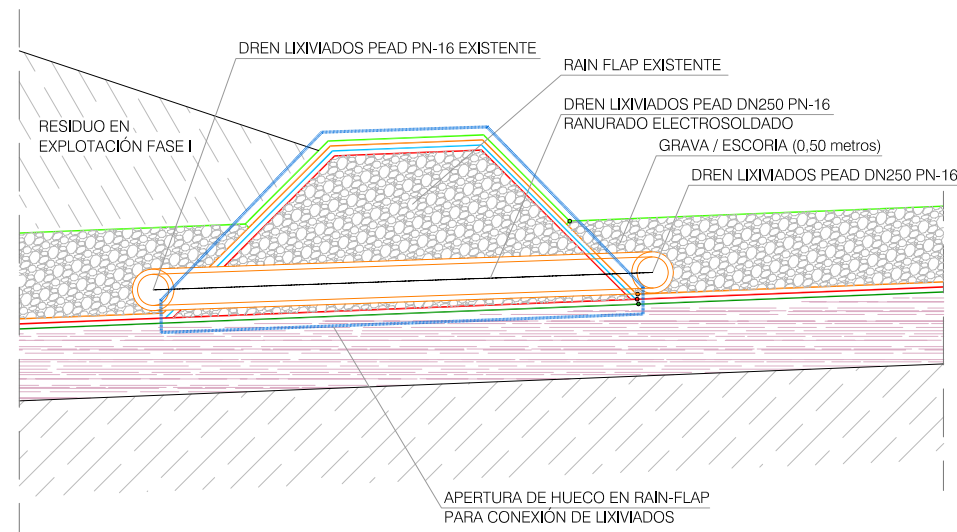 DREN LIXIVIADOS PEAD PN-16 EXISTENTE
RAIN FLAP EXISTENTE
DREN LIXIVIADOS PEAD DN250 PN-16
RANURADO ELECTROSOLDADO
RESIDUO EN
EXPLOTACIÓN FASE I
GRAVA / ESCORIA (0,50 metros)
DREN LIXIVIADOS PEAD DN250 PN-16
APERTURA DE HUECO EN RAIN-FLAP
PARA CONEXIÓN DE LIXIVIADOS